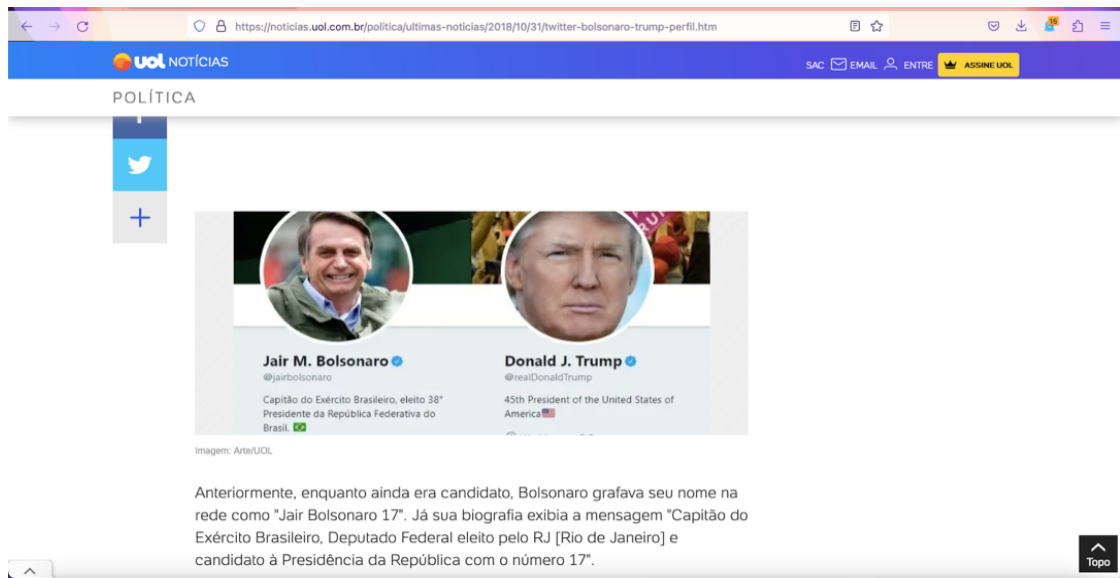 https://noticias.uol.com.br/politica/ultimas-noticias/2018/10/31/twitter-bolsonaro-trump-perfil.htm
15
UOL NOTÍCIAS
SAC EMAIL ENTRE ASSINE UOL
POLÍTICA
Jair M. Bolsonaro
@jairbolsonaro
Capitão do Exército Brasileiro, eleito 38°
Presidente da República Federativa do
Brasil.
Donald J. Trump
@realDonaldTrump
45th President of the United States of
America
Imagem: Arte/UOL
Anteriormente, enquanto ainda era candidato, Bolsonaro grafava seu nome na
rede como "Jair Bolsonaro 17". Já sua biografia exibia a mensagem "Capitão do
Exército Brasileiro, Deputado Federal eleito pelo RJ [Rio de Janeiro] e
candidato à Presidência da República com o número 17".
Topo